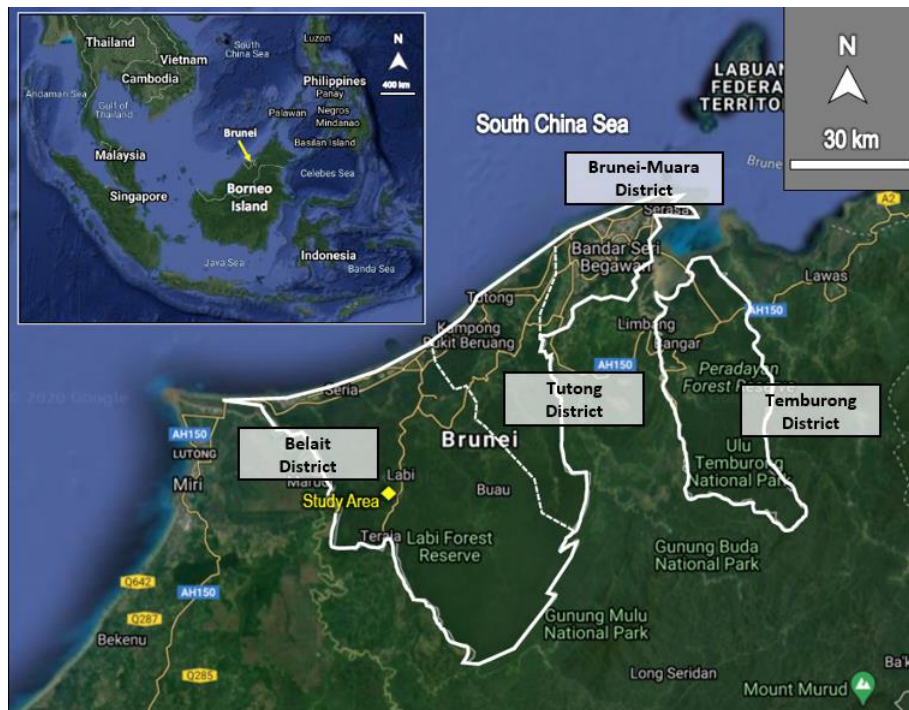 Thailand
Vietnam
Cambodia
Andaman Sea
Gulf of
Thailand
South
China Sea
Luzon
Philippines
Panay
Negros
Mindanao
Palawan
Basilan Island
Celebes Sea
Malaysia
Singapore
Brunei
Borneo
Island
Indonesia
Java Sea
Banda Sea
N
400 km
LABUAN
FEDERAL
TERRITORY
N
30 km
South China Sea
Brunei-Muara
District
Serasa
A2
Bandar Seri
Begawan
Lawas
Tutong
AH150
Kampong
Bukit Beruang
Limbang
Bangar
AH150
Peradayan
Forest Reserve
Seria
© 2020 Google
Tutong
District
Temburong
District
AH150
LUTONG
Belait
District
Brunei
Ulu
Temburong
National Park
Miri
Labi
Buau
Study Area
Teraja
Labi Forest
Reserve
Gunung Buda
National Park
Q642
AH150
Q287
Bekenu
Gunung Mulu
National Park
Q285
Long Seridan
Mount Murud